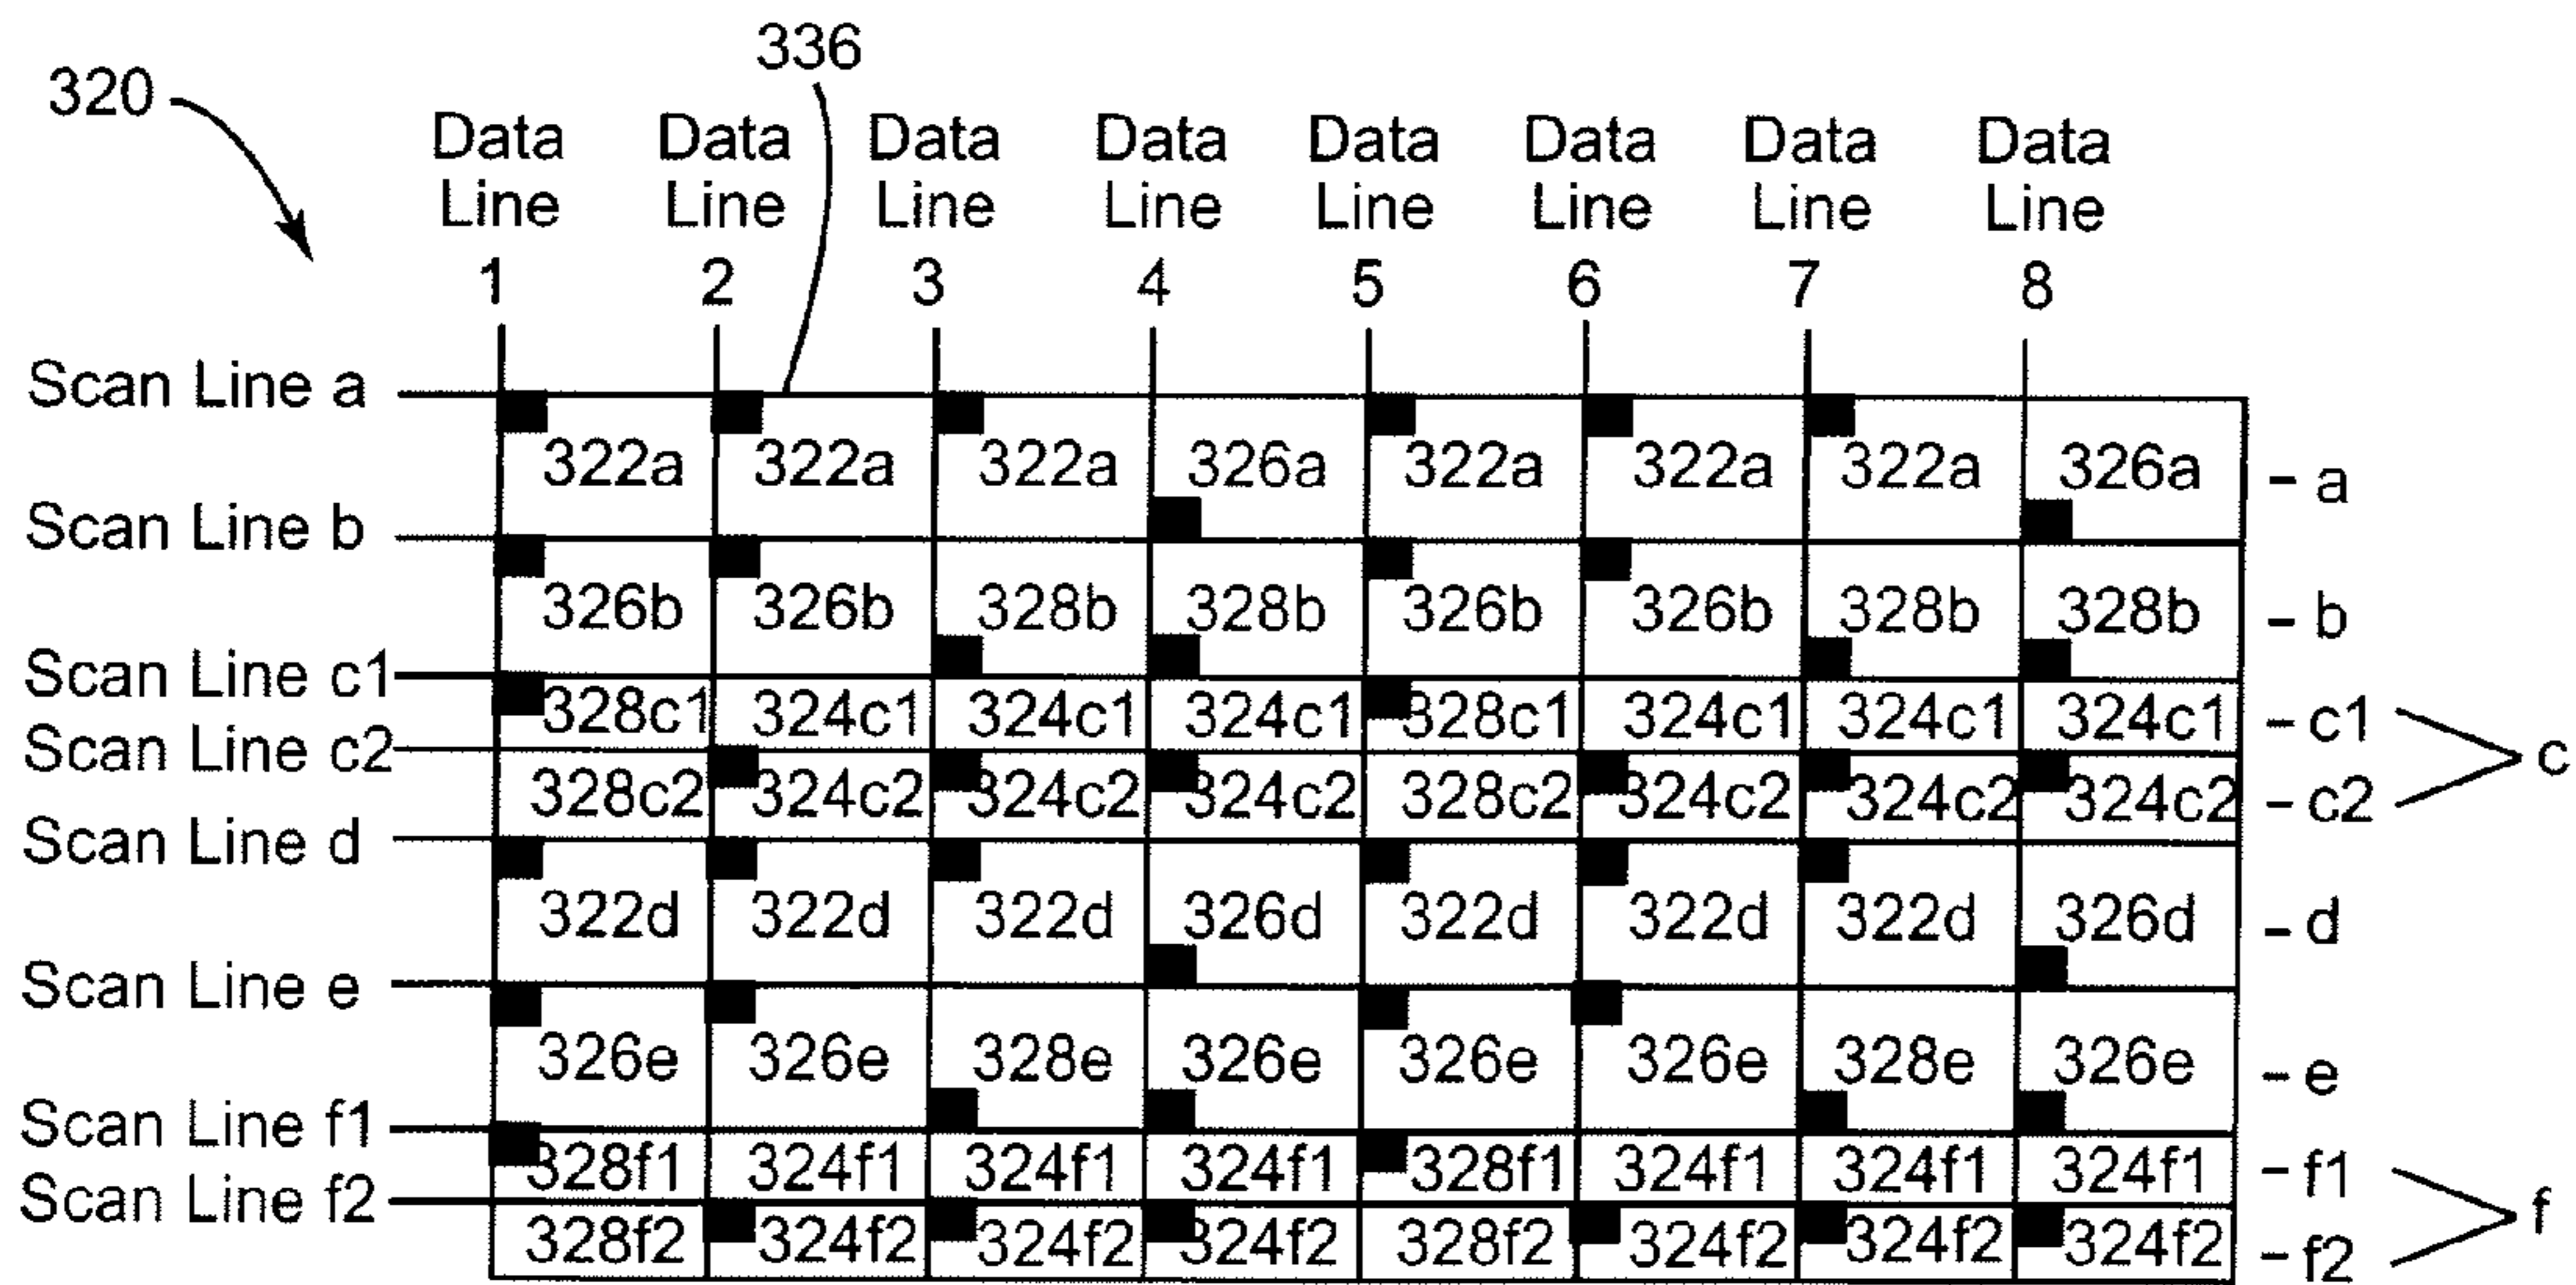 336
320
Data Line 1
Data Line 2
Data Line 3
Data Line 4
Data Line 5
Data Line 6
Data Line 7
Data Line 8
Scan Line a
322a 322a 322a 326a 322a 322a 322a 326a - a
Scan Line b
326b 326b 328b 328b 326b 326b 328b 328b - b
Scan Line c1
328c1 324c1 324c1 324c1 328c1 324c1 324c1 324c1 - c1
Scan Line c2
c
328c2 324c2 324c2 324c2 328c2 324c2 324c2 324c2 - c2
Scan Line d
322d 322d 322d 326d 322d 322d 322d 326d - d
Scan Line e
326e 326e 328e 326e 326e 326e 328e 326e - e
Scan Line f1
328f1 324f1 324f1 324f1 328f1 324f1 324f1 324f1 - f1
Scan Line f2
f
328f2 324f2 324f2 324f2 328f2 324f2 324f2 324f2 - f2